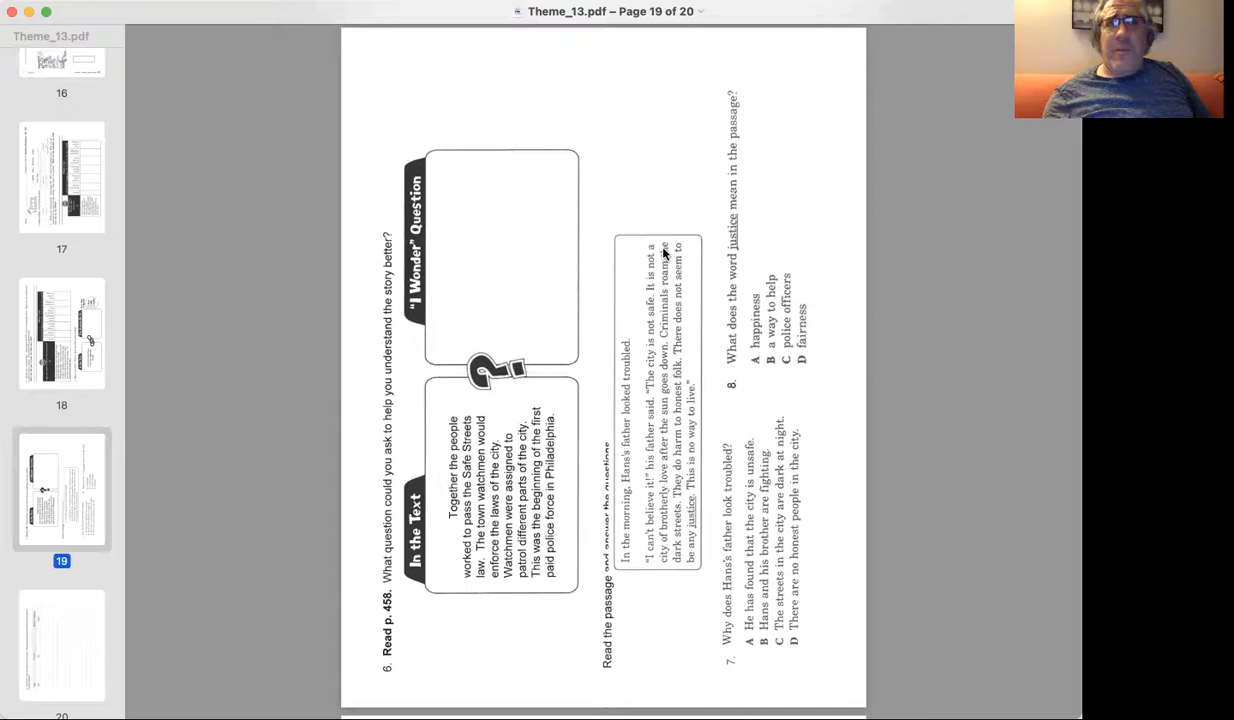 Theme_13.pdf – Page 19 of 20
Theme_13.pdf
16
17
18
19
20
6. Read p. 458. What question could you ask to help you understand the story better?
In the Text
Together the people
worked to pass the Safe Streets
law. The town watchmen would
enforce the laws of the city.
Watchmen were assigned to
patrol different parts of the city.
This was the beginning of the first
paid police force in Philadelphia.
?
"I Wonder" Question
Read the passage and answer the questions
In the morning, Hans's father looked troubled.
"I can't believe it!" his father said. "The city is not safe. It is not a
city of brotherly love after the sun goes down. Criminals roam the
dark streets. They do harm to honest folk. There does not seem to
be any justice. This is no way to live."
7. Why does Hans's father look troubled?
A He has found that the city is unsafe.
B Hans and his brother are fighting.
C The streets in the city are dark at night.
D There are no honest people in the city.
8. What does the word justice mean in the passage?
A happiness
B a way to help
C police officers
D fairness